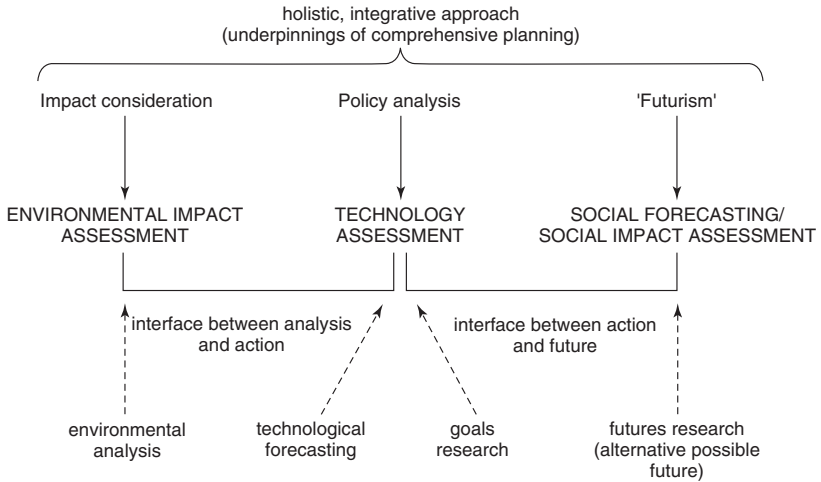 holistic, integrative approach
(underpinnings of comprehensive planning)
Impact consideration
Policy analysis
'Futurism'
ENVIRONMENTAL IMPACT
ASSESSMENT
TECHNOLOGY
ASSESSMENT
SOCIAL FORECASTING/
SOCIAL IMPACT ASSESSMENT
interface between analysis
and action
interface between action
and future
environmental
analysis
technological
forecasting
goals
research
futures research
(alternative possible
future)